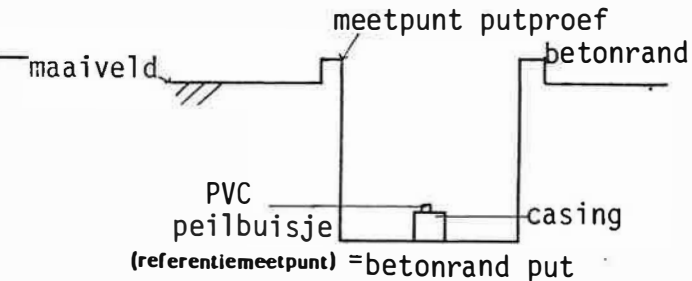 meetpunt putproef
betonrand
maaiveld
PVC
peilbuisje
casing
(referentiemeetpunt) =betonrand put